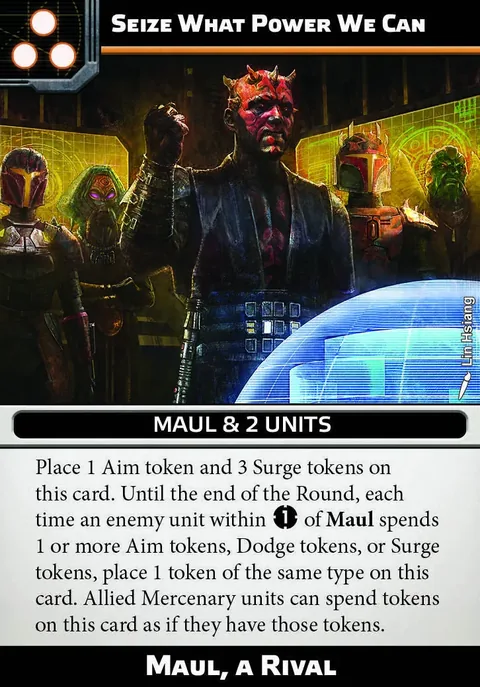 Seize What Power We Can
Lin Hsiang
MAUL & 2 UNITS
Place 1 Aim token and 3 Surge tokens on
this card. Until the end of the Round, each
time an enemy unit within 1 of Maul spends
1 or more Aim tokens, Dodge tokens, or Surge
tokens, place 1 token of the same type on this
card. Allied Mercenary units can spend tokens
on this card as if they have those tokens.
Maul, a Rival